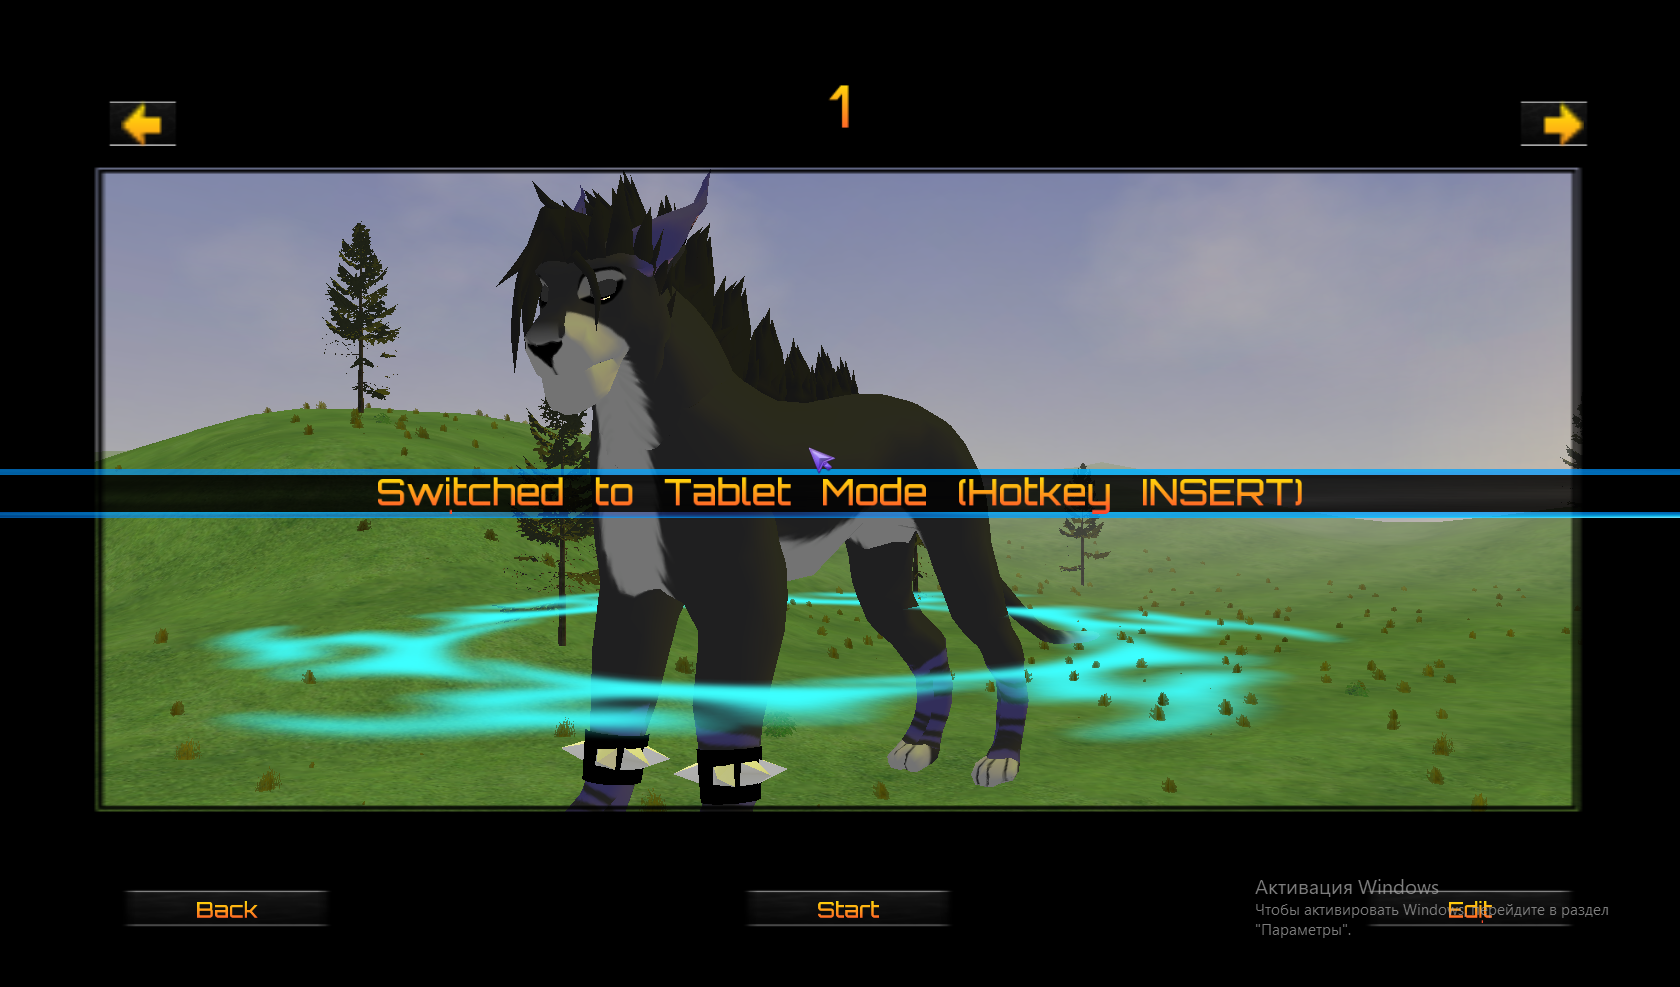 1
Switched to Tablet Mode (Hotkey INSERT)
Back
Start
Edit
Активация Windows
Чтобы активировать Windows, перейдите в раздел
"Параметры".